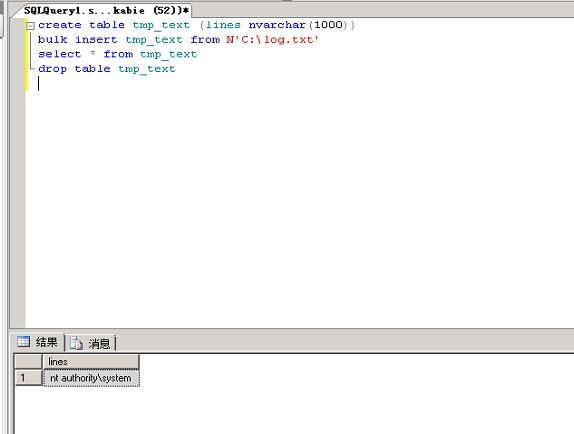 SQLQuery1.s...kabie (52))*
create table tmp_text (lines nvarchar(1000))
bulk insert tmp_text from N'C:\log.txt'
select * from tmp_text
drop table tmp_text
结果 消息
lines
1 nt authority\system